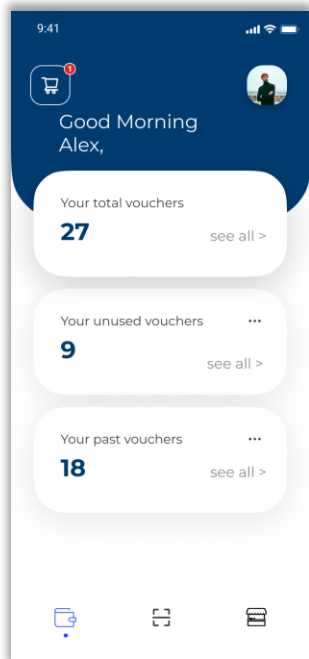 9:41
1
Good Morning
Alex,
Your total vouchers
27
see all >
Your unused vouchers
...
9
see all >
Your past vouchers
...
18
see all >